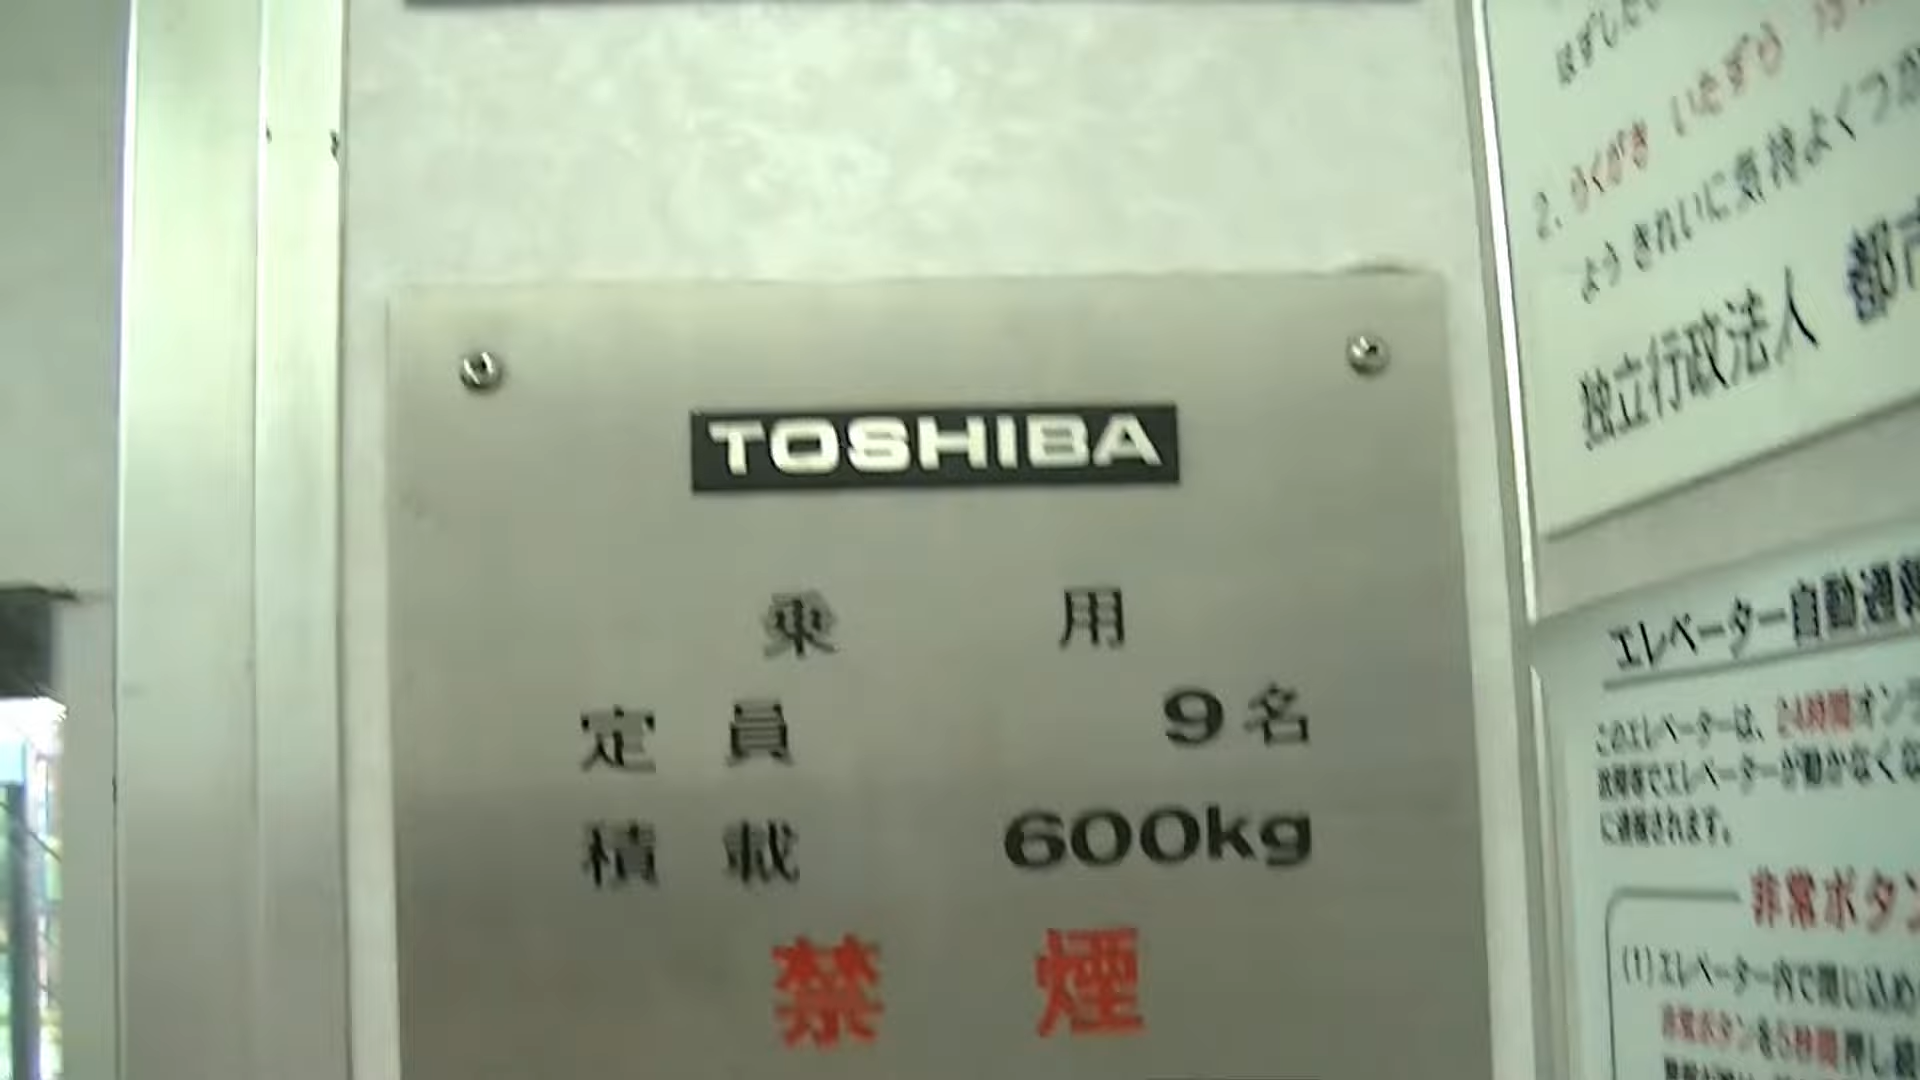 TOSHIBA
乗 用
定 員 9名
積 載 600kg
禁 煙
2. らくがき いたずら
よう きれいに気持よくつか
独立行政法人 都市
エレベーター自動通報
このエレベーターは、24時間オンラ
故障等でエレベーターが動かなくな
に通報されます。
非常ボタン
(1)エレベーター内で閉じ込め
非常ボタンを5秒間押し続